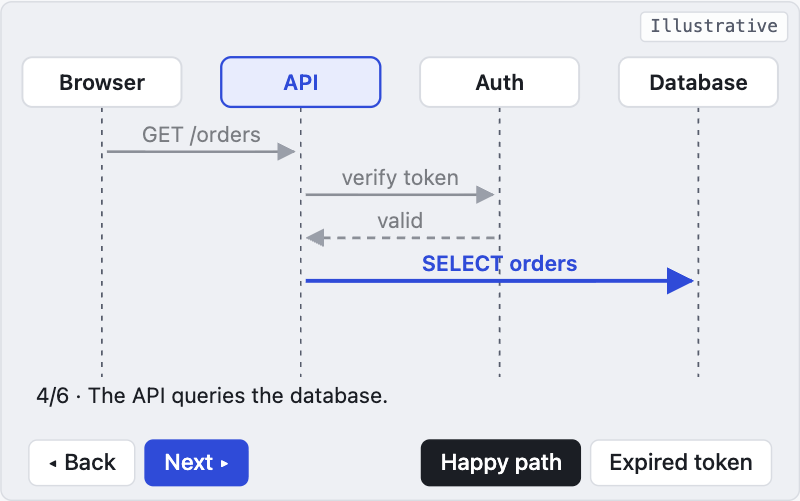 Illustrative
Browser API Auth Database
GET /orders
verify token
valid
SELECT orders
4/6 · The API queries the database.
◂ Back Next ▸ Happy path Expired token